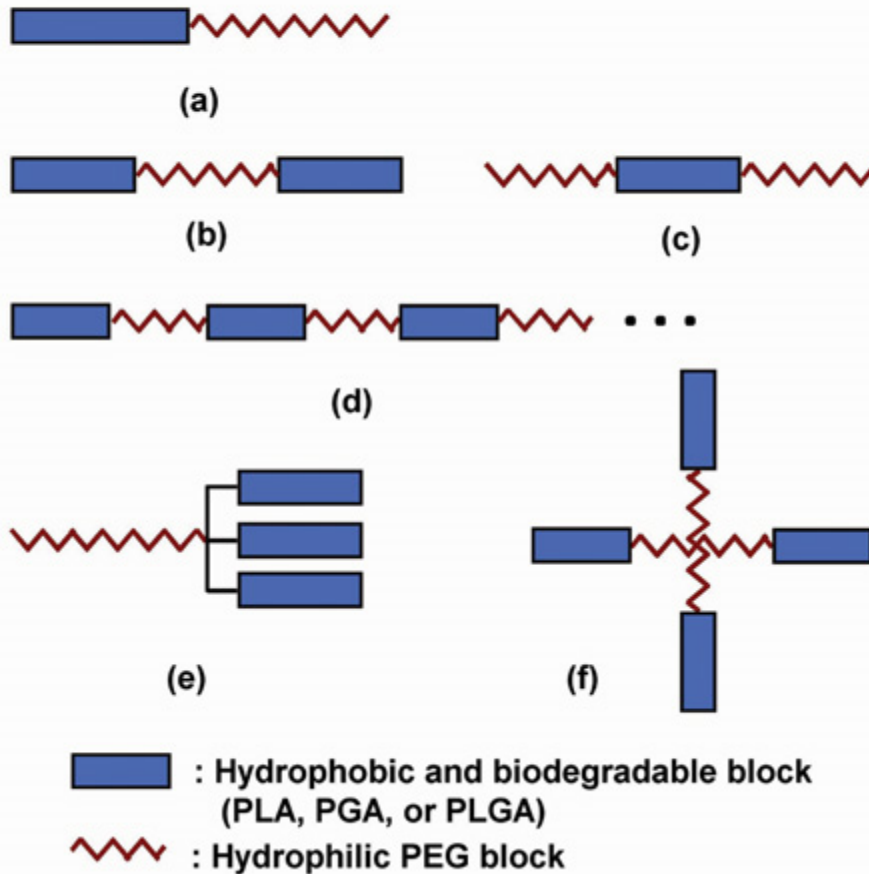 (a)
(b)
(c)
(d)
(e)
(f)
: Hydrophobic and biodegradable block
(PLA, PGA, or PLGA)
: Hydrophilic PEG block